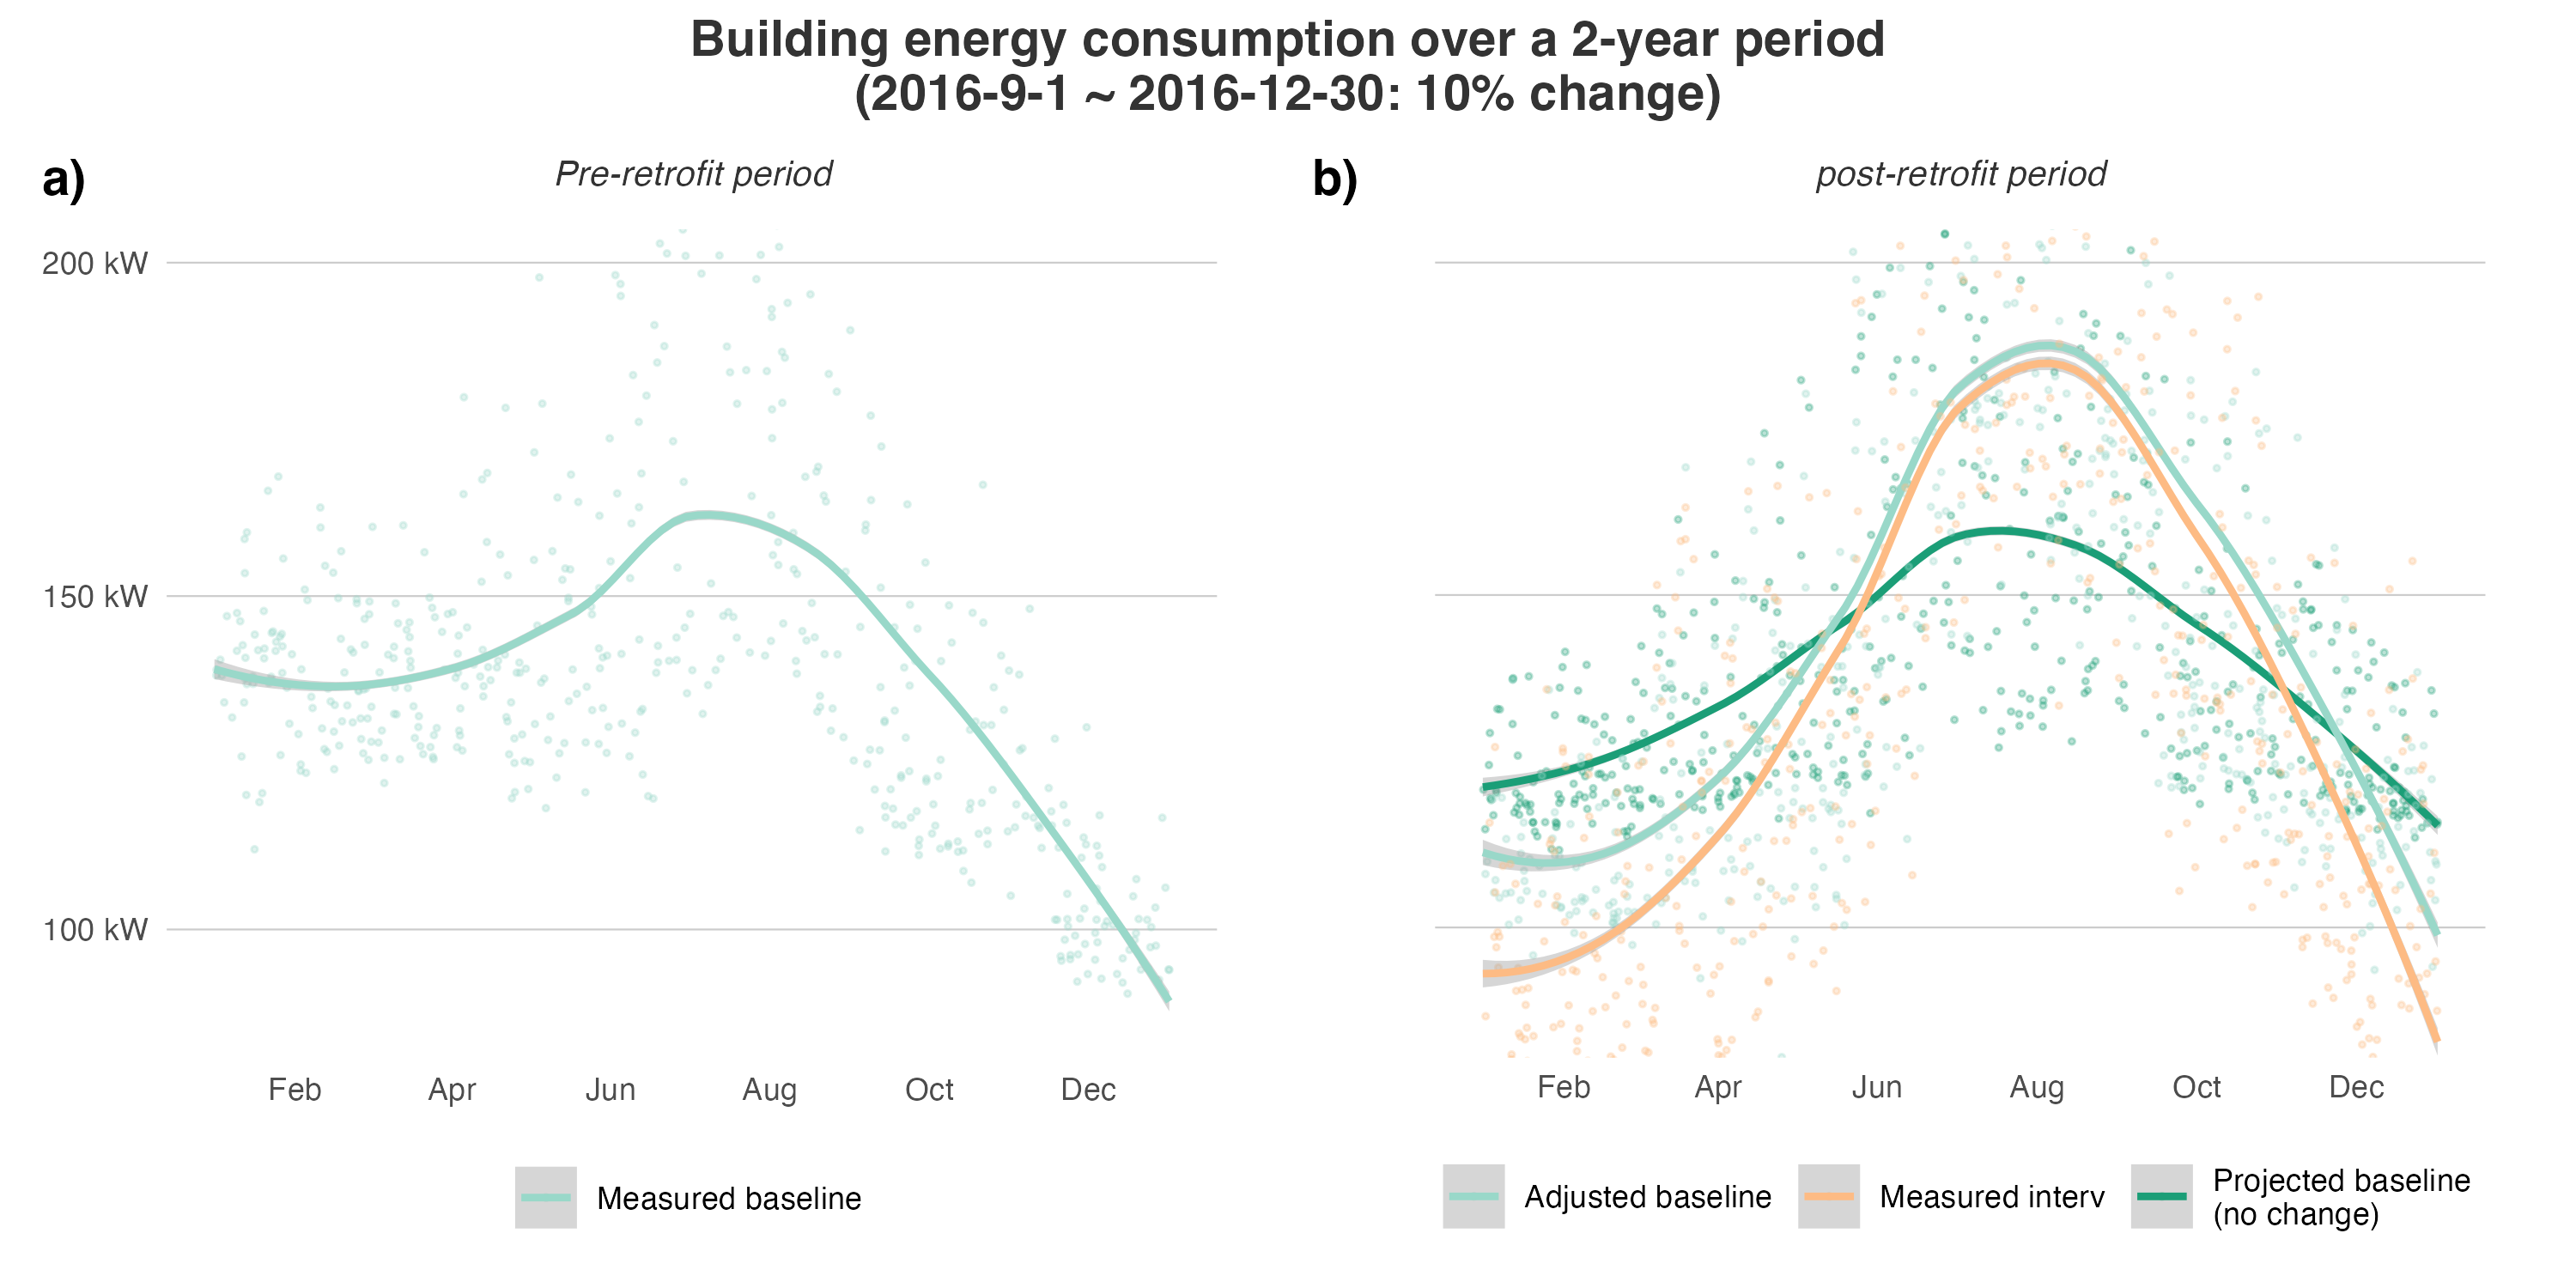 Building energy consumption over a 2-year period
(2016-9-1 ~ 2016-12-30: 10% change)
a)
Pre-retrofit period
200 kW
150 kW
100 kW
Feb Apr Jun Aug Oct Dec
Measured baseline
b)
post-retrofit period
Feb Apr Jun Aug Oct Dec
Adjusted baseline
Measured interv
Projected baseline
(no change)